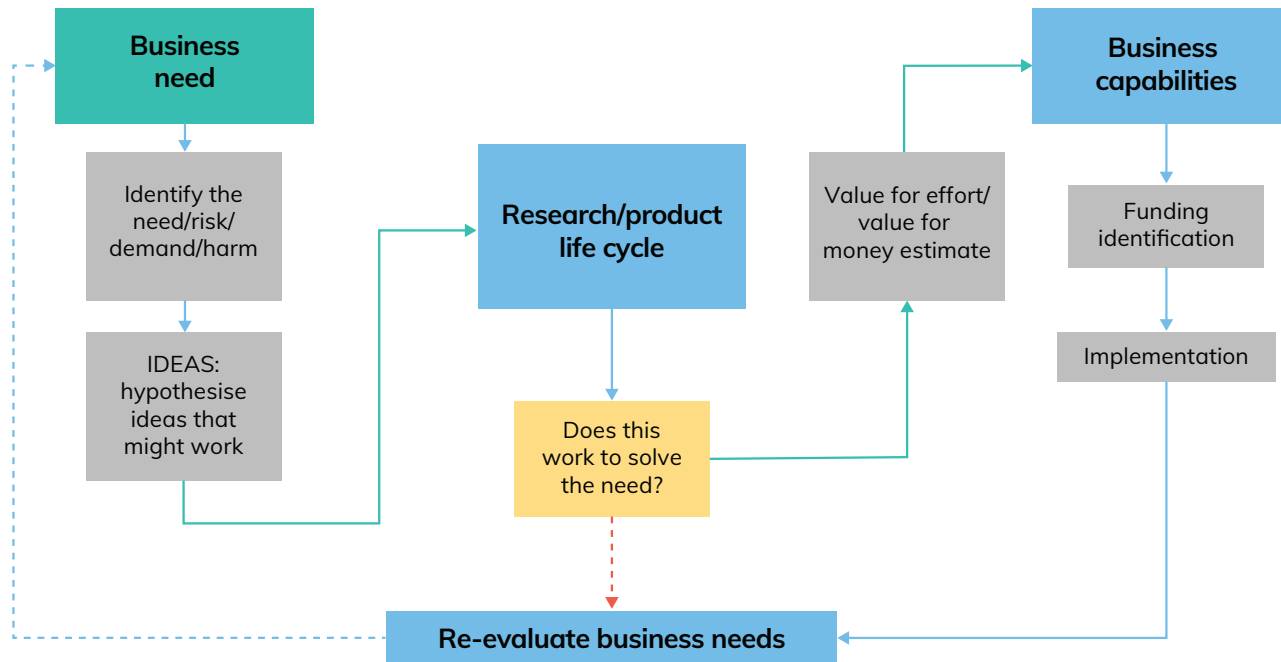 Business
need
Identify the
need/risk/
demand/harm
IDEAS:
hypothesise
ideas that
might work
Research/product
life cycle
Does this
work to solve
the need?
Value for effort/
value for
money estimate
Business
capabilities
Funding
identification
Implementation
Re-evaluate business needs